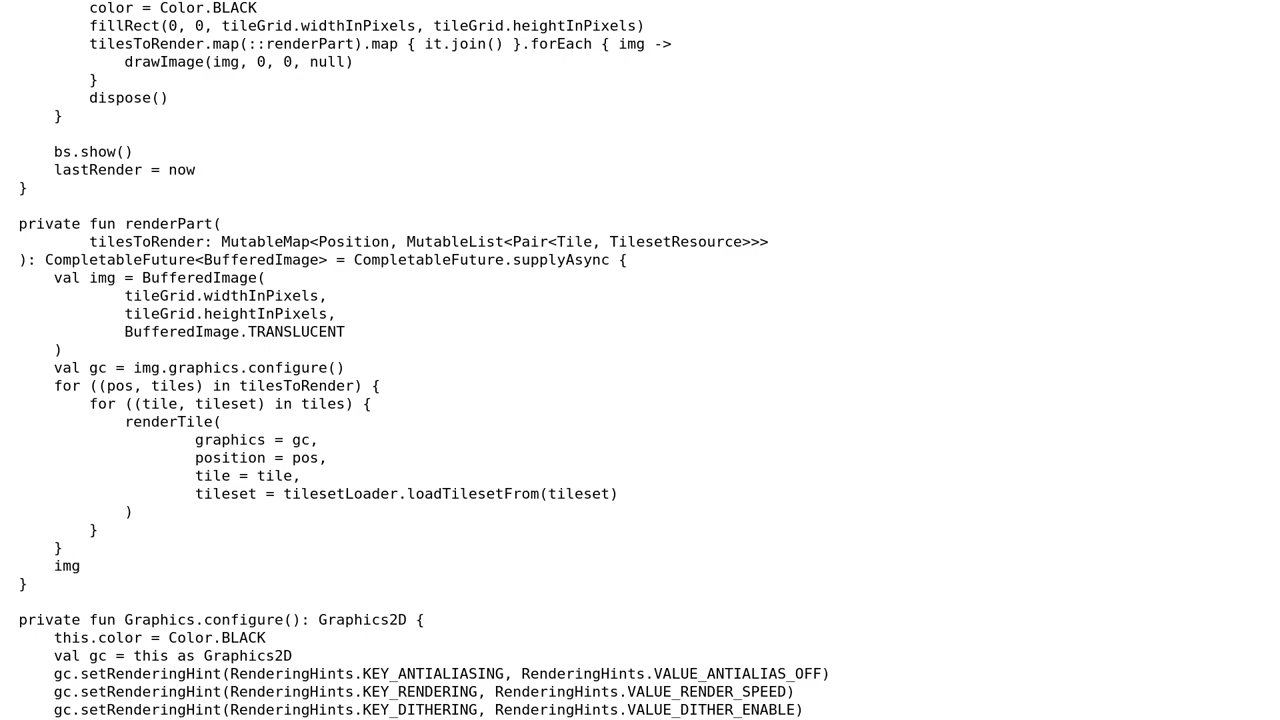 color = Color.BLACK
fillRect(0, 0, tileGrid.widthInPixels, tileGrid.heightInPixels)
tilesToRender.map(::renderPart).map { it.join() }.forEach { img ->
drawImage(img, 0, 0, null)
}
dispose()
}
bs.show()
lastRender = now
}
private fun renderPart(
tilesToRender: MutableMap<Position, MutableList<Pair<Tile, TilesetResource>>>
): CompletableFuture<BufferedImage> = CompletableFuture.supplyAsync {
val img = BufferedImage(
tileGrid.widthInPixels,
tileGrid.heightInPixels,
BufferedImage.TRANSLUCENT
)
val gc = img.graphics.configure()
for ((pos, tiles) in tilesToRender) {
for ((tile, tileset) in tiles) {
renderTile(
graphics = gc,
position = pos,
tile = tile,
tileset = tilesetLoader.loadTilesetFrom(tileset)
)
}
}
img
}
private fun Graphics.configure(): Graphics2D {
this.color = Color.BLACK
val gc = this as Graphics2D
gc.setRenderingHint(RenderingHints.KEY_ANTIALIASING, RenderingHints.VALUE_ANTIALIAS_OFF)
gc.setRenderingHint(RenderingHints.KEY_RENDERING, RenderingHints.VALUE_RENDER_SPEED)
gc.setRenderingHint(RenderingHints.KEY_DITHERING, RenderingHints.VALUE_DITHER_ENABLE)